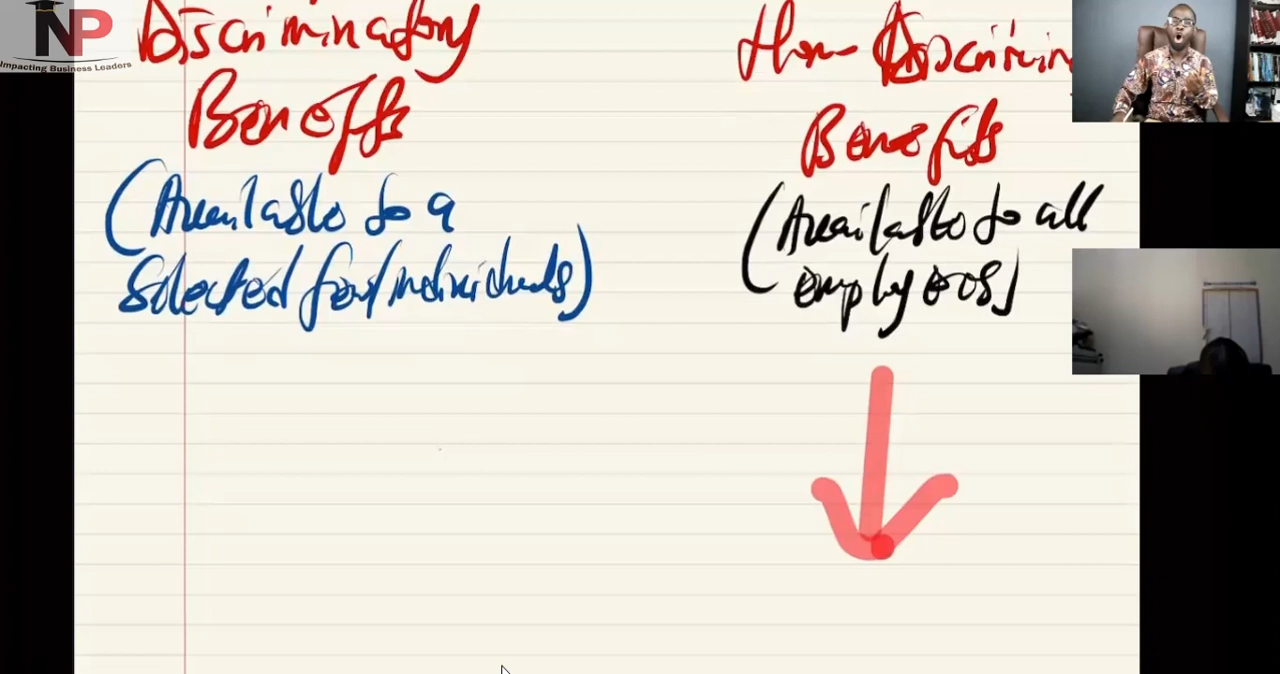 NP
Impacting Business Leaders
Discriminatory
Benefits
(Available to a
Selected few individuals)
Non Discrimin
Benefits
(Available to all
employees)